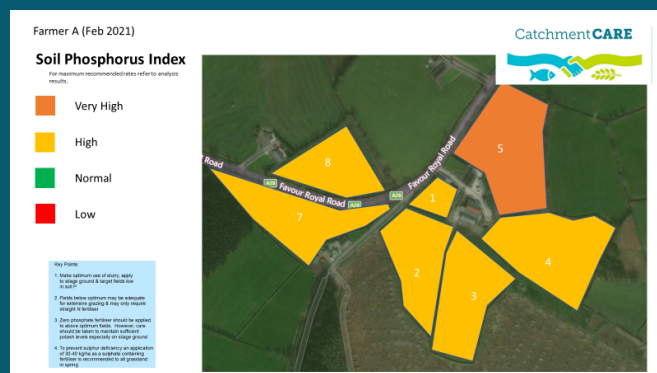 Farmer A (Feb 2021)
CatchmentCARE
Soil Phosphorus Index
For maximum recommended rates refer to analysis
results.
Very High
High
Normal
Low
Road
8
A28
Favour Royal Road
A28
Favour Royal Road
5
1
7
2
3
4
Key Points:
1. Make optimum use of slurry, apply
to silage ground & target fields low
in soil P
2. Fields below optimum may be adequate
for extensive grazing & may only require
straight N fertiliser
3. Zero phosphate fertiliser should be applied
to above optimum fields. However, care
should be taken to maintain sufficient
potash levels especially on silage ground
4. To prevent sulphur deficiency an application
of 30-40 kg/ha as a sulphate containing
fertiliser is recommended to all grassland
in spring